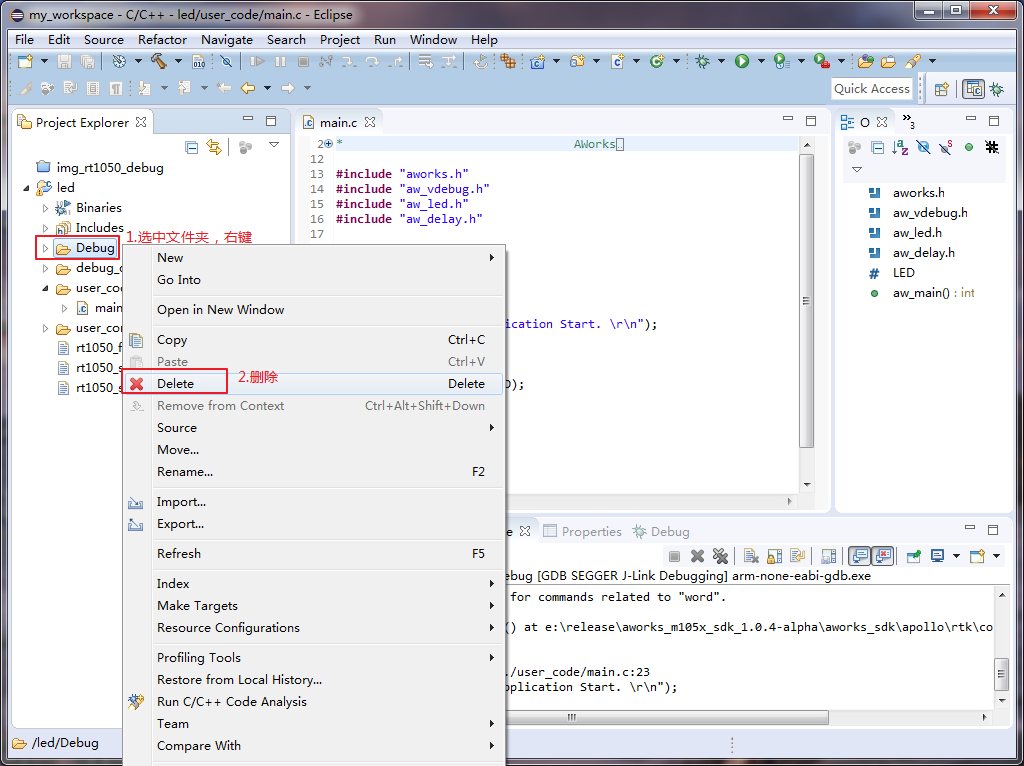 my_workspace - C/C++ - led/user_code/main.c - Eclipse
File Edit Source Refactor Navigate Search Project Run Window Help
Quick Access
Project Explorer
img_rt1050_debug
led
Binaries
Includes
1.选中文件夹，右键
Debug
debug_c
user_co
main
user_cor
rt1050_f
rt1050_s
rt1050_s
main.c
2 * AWorks
12
13 #include "aworks.h"
14 #include "aw_vdebug.h"
15 #include "aw_led.h"
16 #include "aw_delay.h"
17
ication Start. \r\n");
D);
O
3
aworks.h
aw_vdebug.h
aw_led.h
aw_delay.h
LED
aw_main() : int
New
Go Into
Open in New Window
Copy Ctrl+C
Paste Ctrl+V
Delete Delete
2.删除
Remove from Context Ctrl+Alt+Shift+Down
Source
Move...
Rename... F2
Import...
Export...
Refresh F5
Index
Make Targets
Resource Configurations
Profiling Tools
Restore from Local History...
Run C/C++ Code Analysis
Team
Compare With
e Properties Debug
ebug [GDB SEGGER J-Link Debugging] arm-none-eabi-gdb.exe
for commands related to "word".
() at e:\release\aworks_m105x_sdk_1.0.4-alpha\aworks_sdk\apollo\rtk\co
./user_code/main.c:23
pplication Start. \r\n");
/led/Debug